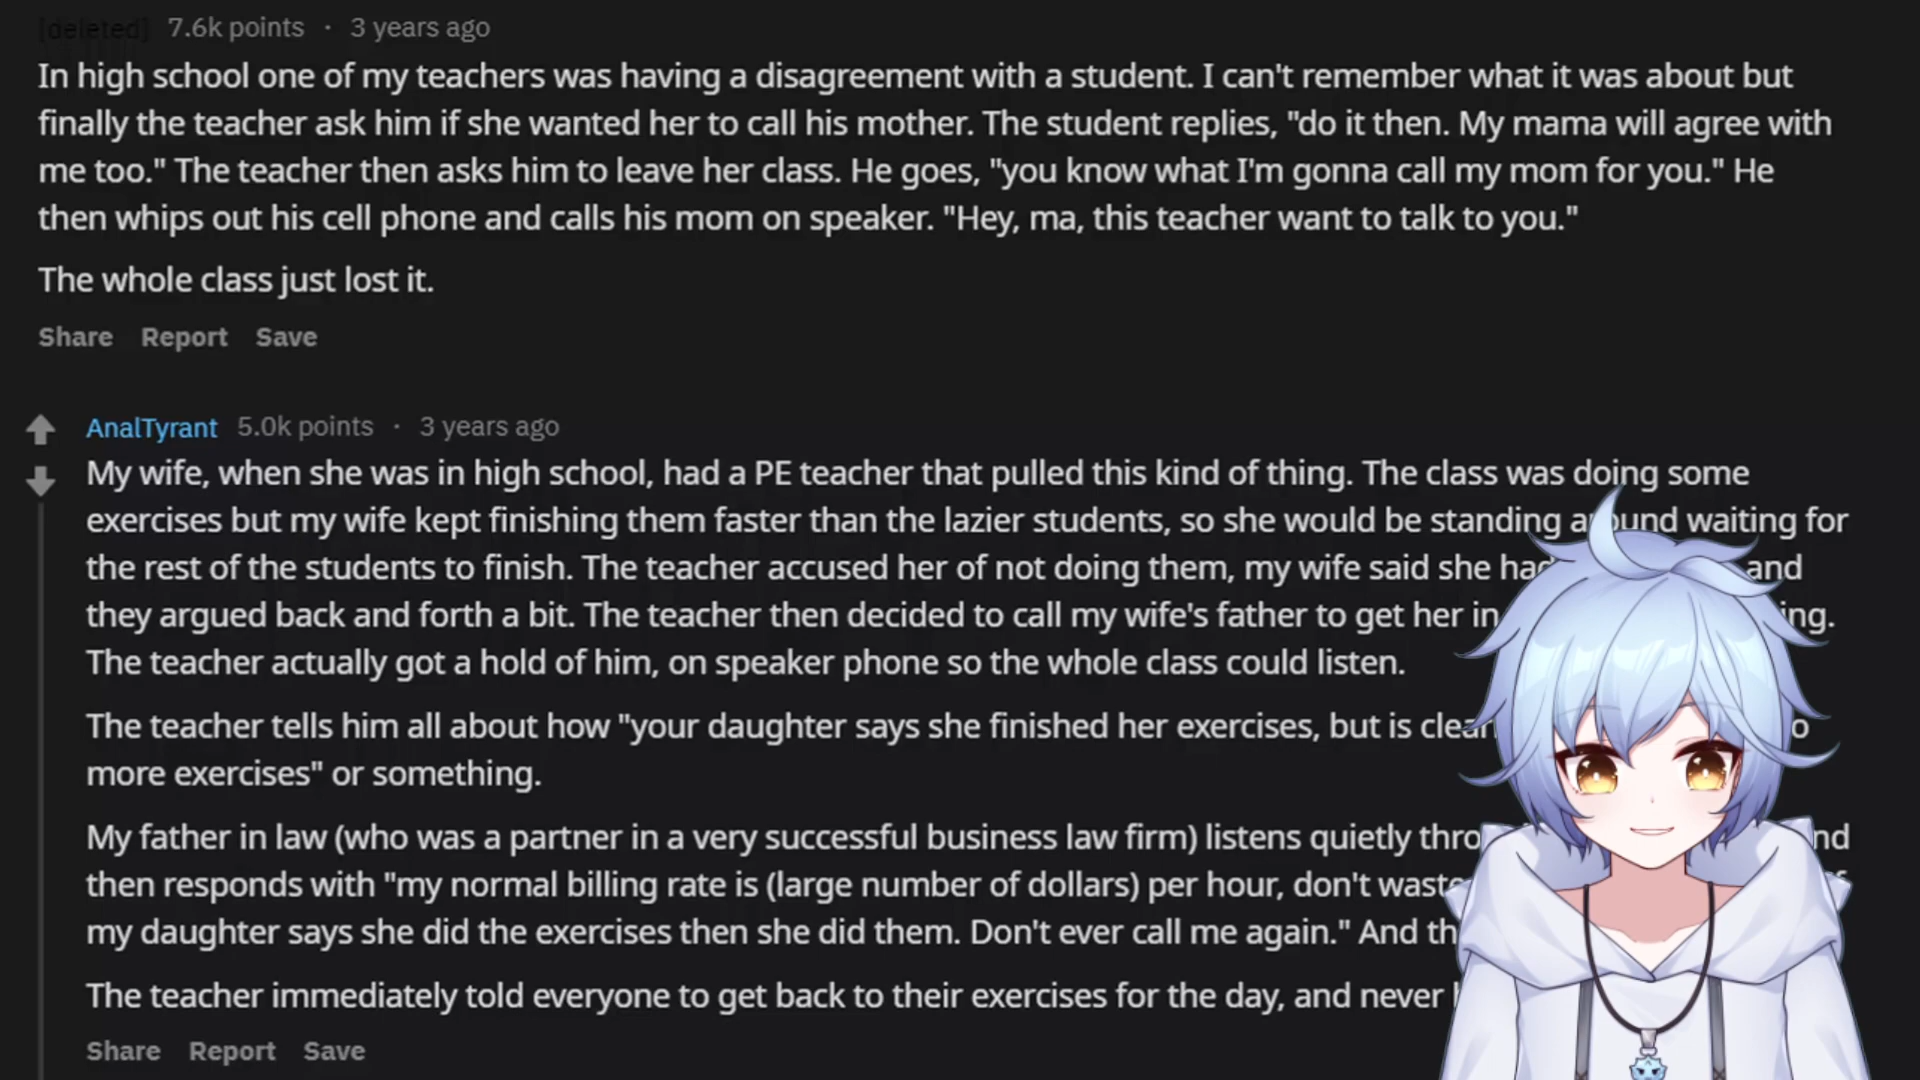 [deleted] 7.6k points · 3 years ago
In high school one of my teachers was having a disagreement with a student. I can't remember what it was about but
finally the teacher ask him if she wanted her to call his mother. The student replies, "do it then. My mama will agree with
me too." The teacher then asks him to leave her class. He goes, "you know what I'm gonna call my mom for you." He
then whips out his cell phone and calls his mom on speaker. "Hey, ma, this teacher want to talk to you."
The whole class just lost it.
Share Report Save
AnalTyrant 5.0k points · 3 years ago
My wife, when she was in high school, had a PE teacher that pulled this kind of thing. The class was doing some
exercises but my wife kept finishing them faster than the lazier students, so she would be standing around waiting for
the rest of the students to finish. The teacher accused her of not doing them, my wife said she had and
they argued back and forth a bit. The teacher then decided to call my wife's father to get her in
The teacher actually got a hold of him, on speaker phone so the whole class could listen.
The teacher tells him all about how "your daughter says she finished her exercises, but is
more exercises" or something.
My father in law (who was a partner in a very successful business law firm) listens quietly
then responds with "my normal billing rate is (large number of dollars) per hour, don't waste
my daughter says she did the exercises then she did them. Don't ever call me again." And
The teacher immediately told everyone to get back to their exercises for the day, and never
Share Report Save